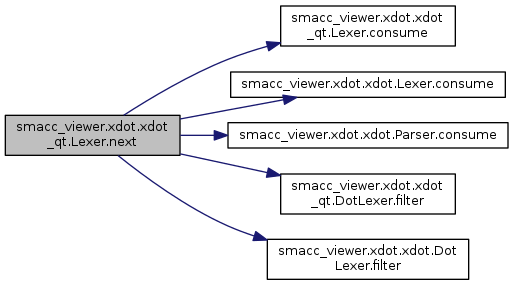 smacc_viewer.xdot.xdot
_qt.Lexer.consume
smacc_viewer.xdot.xdot.Lexer.consume
smacc_viewer.xdot.xdot
_qt.Lexer.next
smacc_viewer.xdot.xdot.Parser.consume
smacc_viewer.xdot.xdot
_qt.DotLexer.filter
smacc_viewer.xdot.xdot.Dot
Lexer.filter